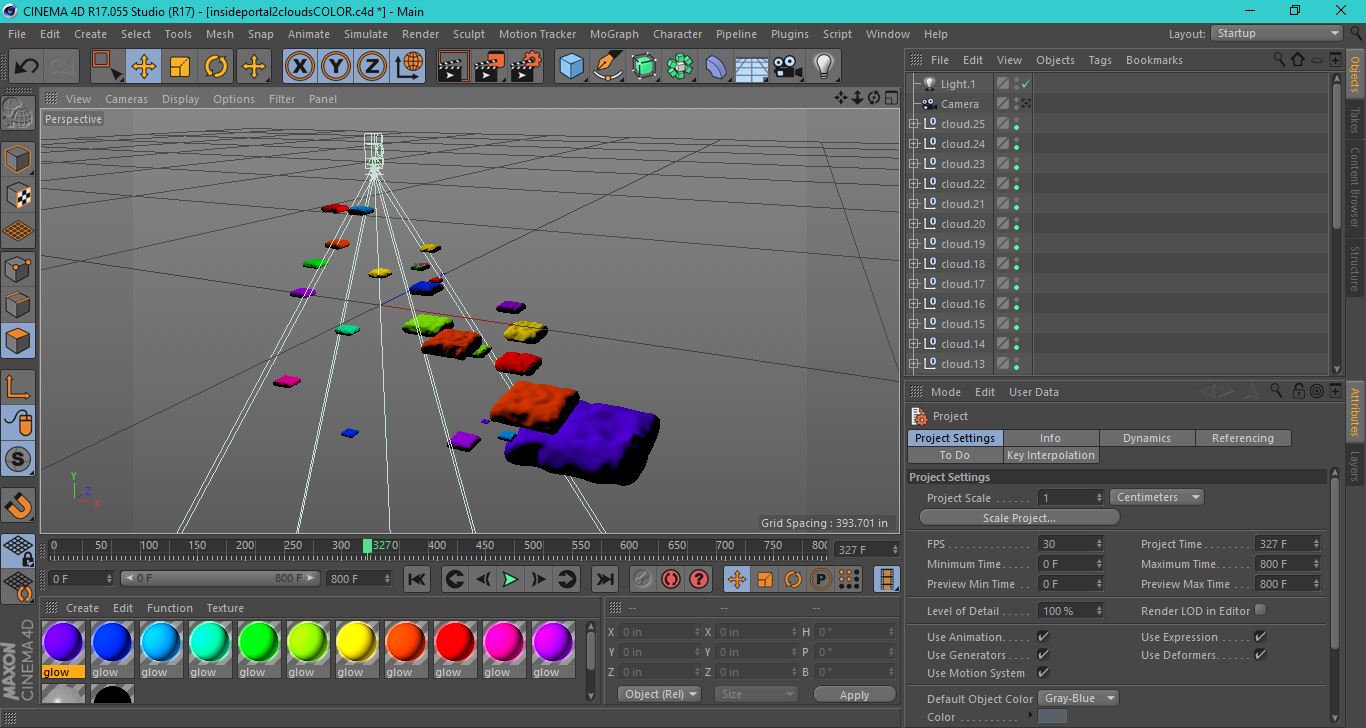 CINEMA 4D R17.055 Studio (R17) - [insideportal2cloudsCOLOR.c4d *] - Main
File Edit Create Select Tools Mesh Snap Animate Simulate Render Sculpt Motion Tracker MoGraph Character Pipeline Plugins Script Window Help Layout: Startup
X Y Z
File Edit View Objects Tags Bookmarks
Objects
Takes
Content Browser
Structure
View Cameras Display Options Filter Panel
Perspective
Light.1
Camera
cloud.25
cloud.24
cloud.23
cloud.22
cloud.21
cloud.20
cloud.19
cloud.18
cloud.17
cloud.16
cloud.15
cloud.14
cloud.13
Y
Z
X
Grid Spacing : 393.701 in
Mode Edit User Data
Attributes
Layers
Project
Project Settings Info Dynamics Referencing
To Do Key Interpolation
Project Settings
Project Scale ...... 1 Centimeters
Scale Project...
FPS 30 Project Time 327 F
Minimum Time 0 F Maximum Time 800 F
Preview Min Time 0 F Preview Max Time 800 F
Level of Detail 100 % Render LOD in Editor
Use Animation Use Expression
Use Generators Use Deformers
Use Motion System
Default Object Color Gray-Blue
Color
0 50 100 150 200 250 300 3270 400 450 500 550 600 650 700 750 800 327 F
0 F 0 F 800 F 800 F
P
S
Create Edit Function Texture
glow glow glow glow glow glow glow glow glow glow glow
-- -- --
X 0 in X 0 in H 0 °
Y 0 in Y 0 in P 0 °
Z 0 in Z 0 in B 0 °
Object (Rel) Size Apply
MAXON
CINEMA 4D